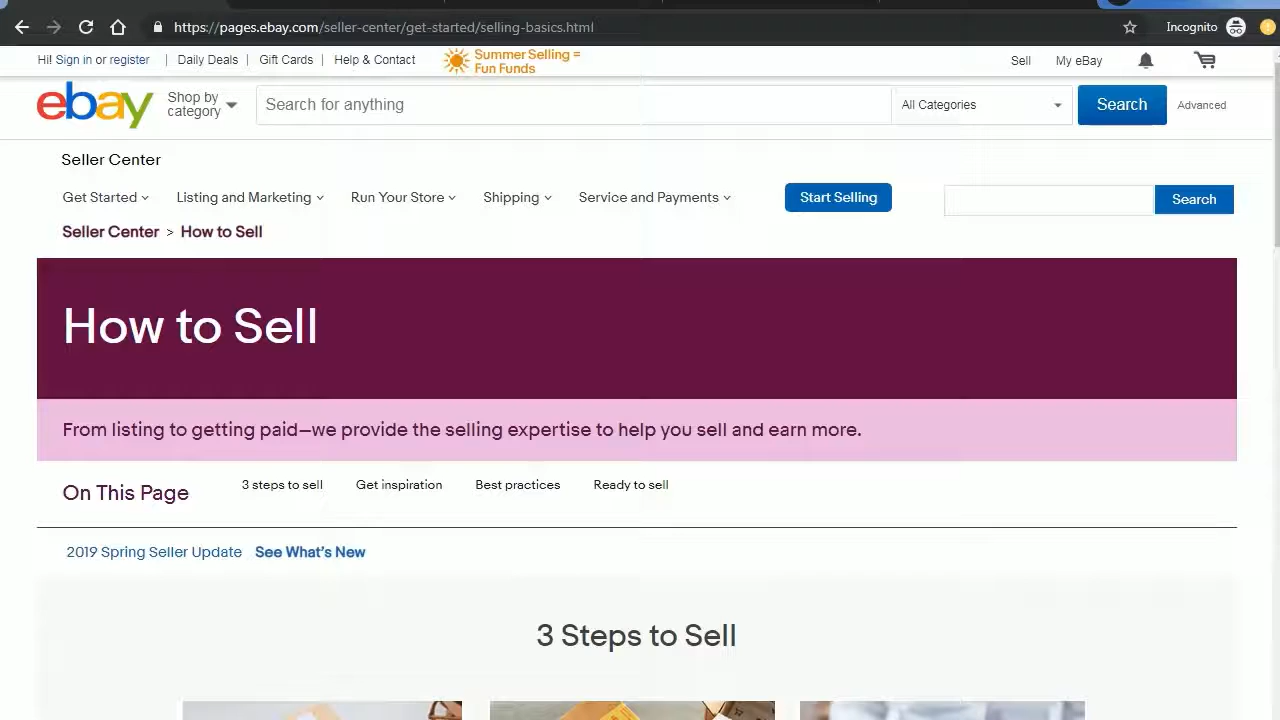 https://pages.ebay.com/seller-center/get-started/selling-basics.html
Incognito
Hi! Sign in or register
Daily Deals
Gift Cards
Help & Contact
Summer Selling =
Fun Funds
Sell
My eBay
ebay
Shop by
category
Search for anything
All Categories
Search
Advanced
Seller Center
Get Started
Listing and Marketing
Run Your Store
Shipping
Service and Payments
Start Selling
Search
Seller Center > How to Sell
How to Sell
From listing to getting paid—we provide the selling expertise to help you sell and earn more.
On This Page
3 steps to sell
Get inspiration
Best practices
Ready to sell
2019 Spring Seller Update See What's New
3 Steps to Sell